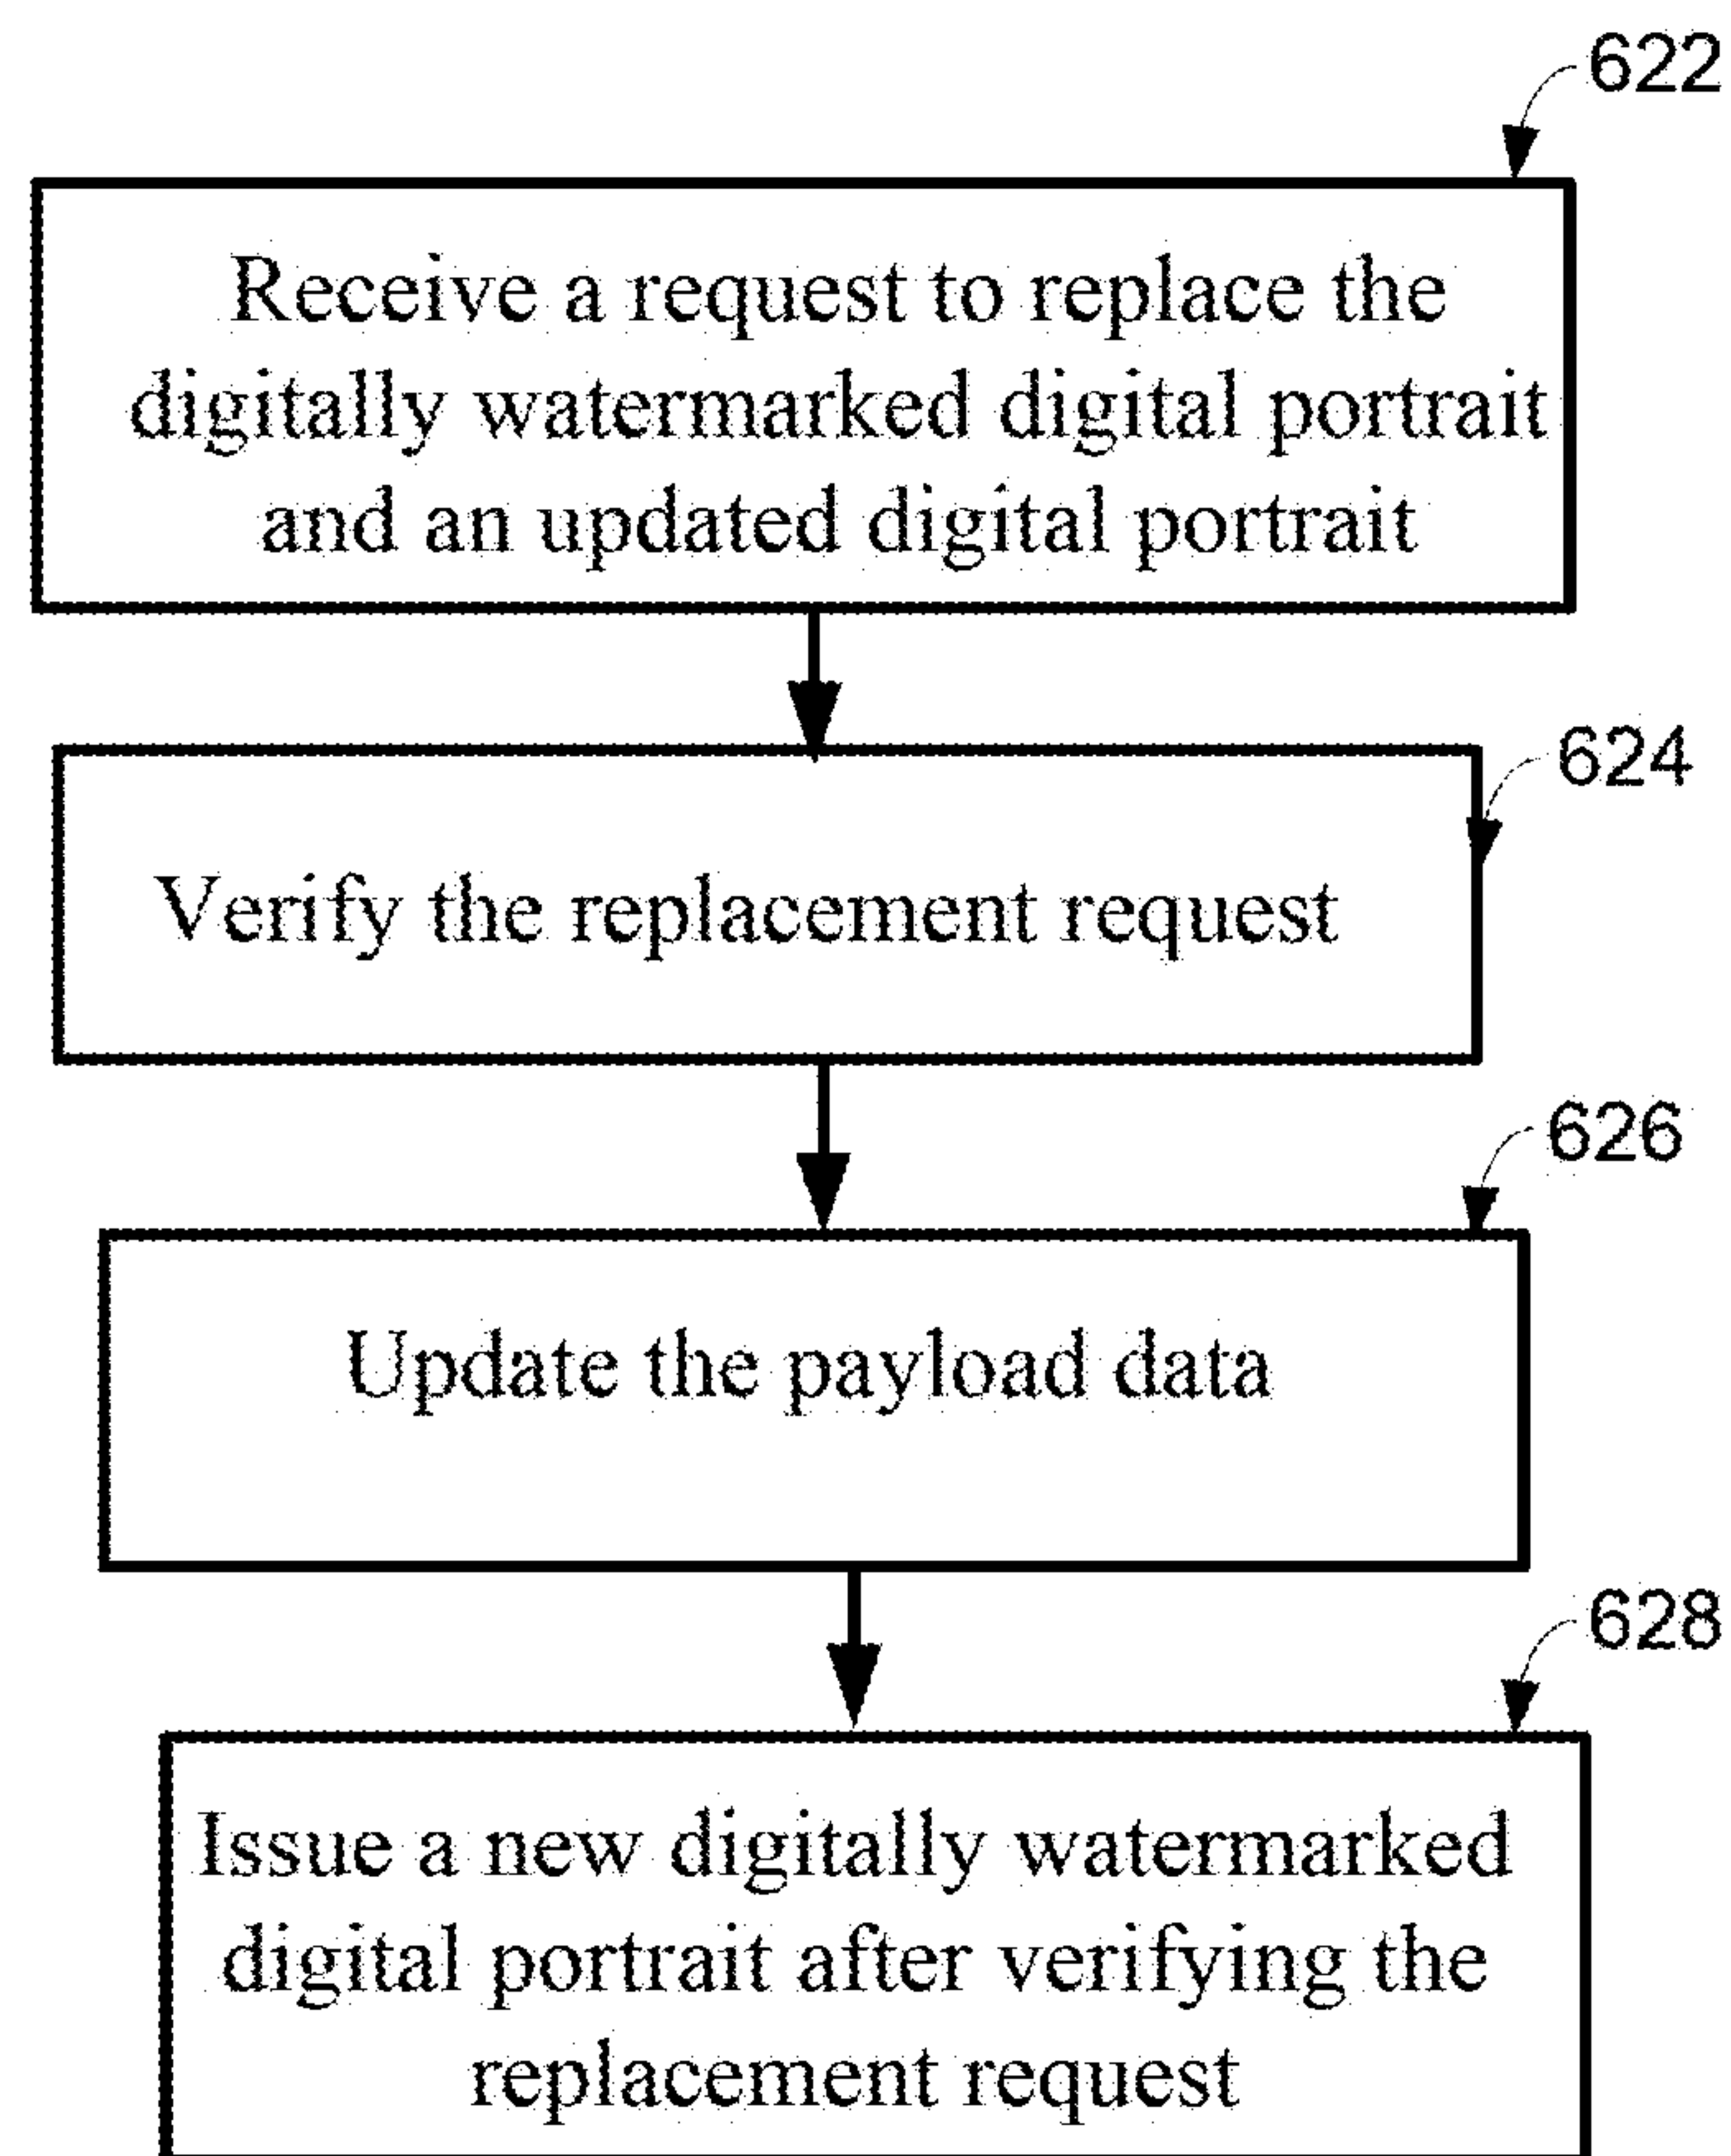 622
Receive a request to replace the
digitally watermarked digital portrait
and an updated digital portrait
624
Verify the replacement request
626
Update the payload data
628
Issue a new digitally watermarked
digital portrait after verifying the
replacement request